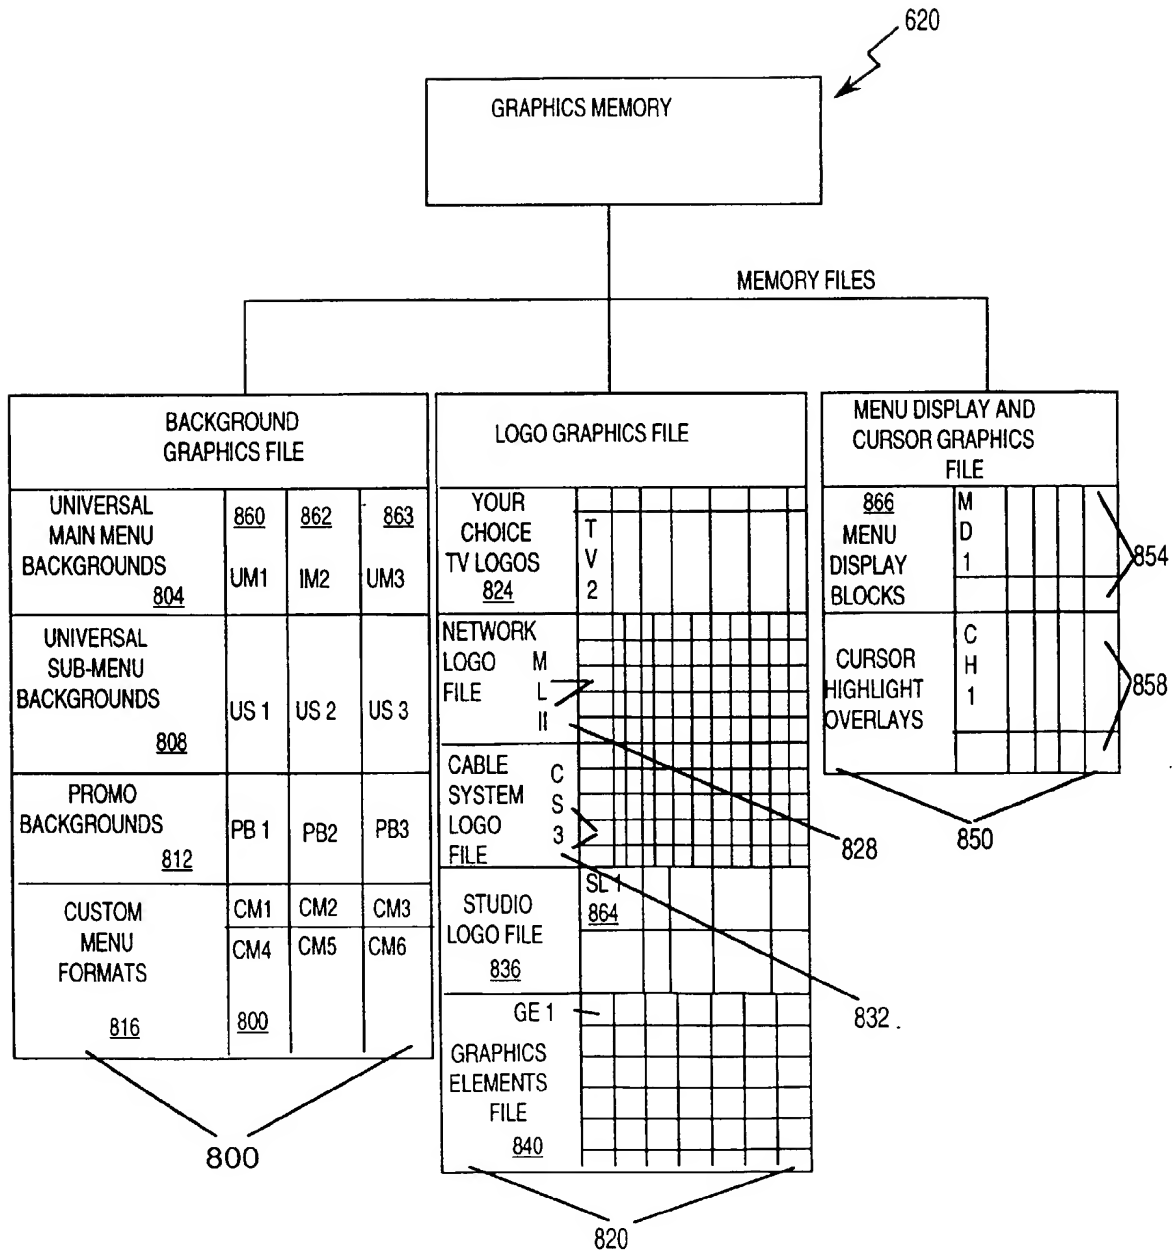 620
GRAPHICS MEMORY
MEMORY FILES
BACKGROUND
GRAPHICS FILE
UNIVERSAL
MAIN MENU
BACKGROUNDS
804
860 862 863
UM1 IM2 UM3
UNIVERSAL
SUB-MENU
BACKGROUNDS
808
US 1 US 2 US 3
PROMO
BACKGROUNDS
812
PB 1 PB2 PB3
CUSTOM
MENU
FORMATS
816
CM1 CM2 CM3
CM4 CM5 CM6
800
800
LOGO GRAPHICS FILE
YOUR
CHOICE
TV LOGOS
824
T
V
2
NETWORK
LOGO
FILE
M
L
II
CABLE
SYSTEM
LOGO
FILE
C
S
3
STUDIO
LOGO FILE
836
SL 1
864
GE 1
GRAPHICS
ELEMENTS
FILE
840
820
MENU DISPLAY AND
CURSOR GRAPHICS
FILE
866
MENU
DISPLAY
BLOCKS
M
D
1
854
CURSOR
HIGHLIGHT
OVERLAYS
C
H
1
858
828
850
832